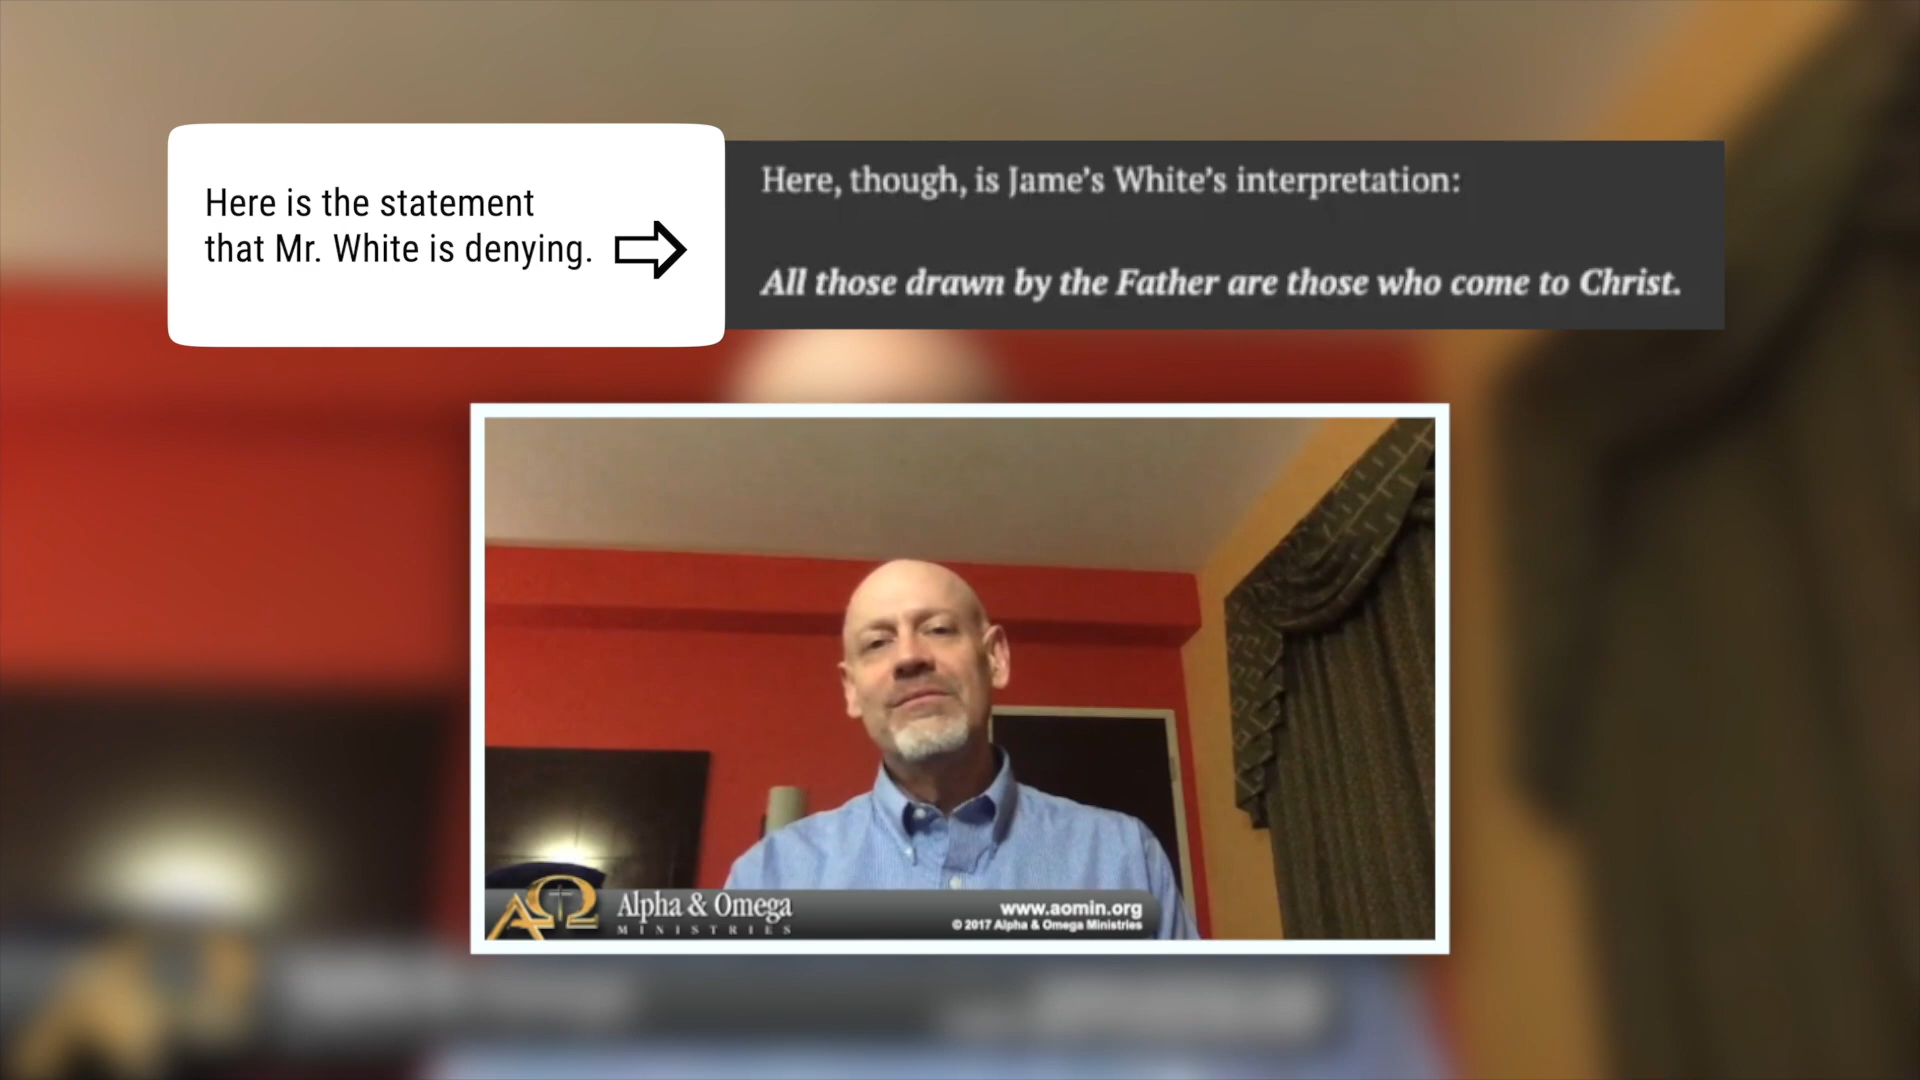 Here is the statement
that Mr. White is denying.
Here, though, is Jame's White's interpretation:
All those drawn by the Father are those who come to Christ.
Alpha & Omega
MINISTRIES
www.aomin.org
© 2017 Alpha & Omega Ministries